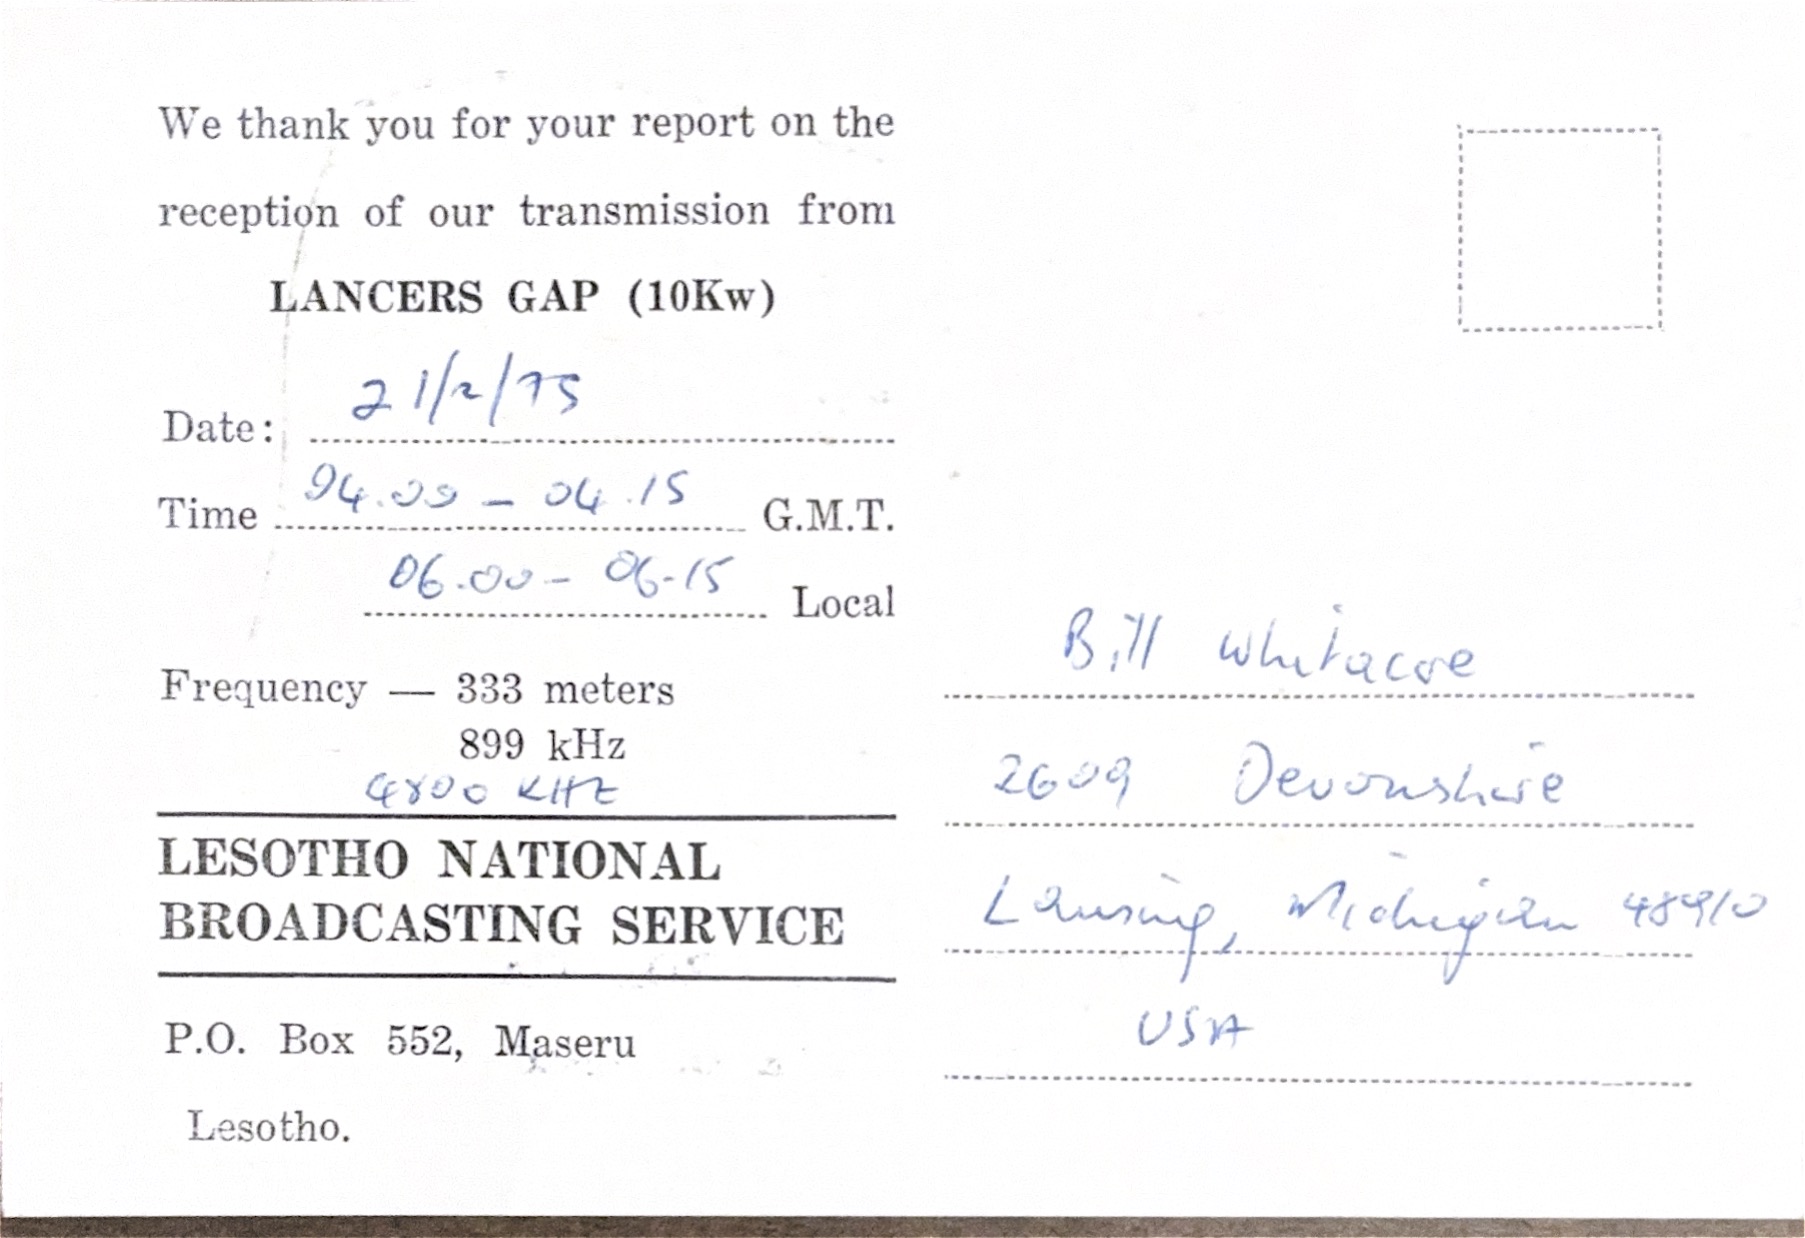 We thank you for your report on the
reception of our transmission from
LANCERS GAP (10Kw)
Date: 21/2/75
Time 04.00 - 04.15 G.M.T.
06.00 - 06-15 Local
Frequency — 333 meters
899 kHz
4800 KHZ
LESOTHO NATIONAL
BROADCASTING SERVICE
P.O. Box 552, Maseru
Lesotho.
Bill Whitacre
2609 Devonshire
Lansing, Michigan 48910
USA